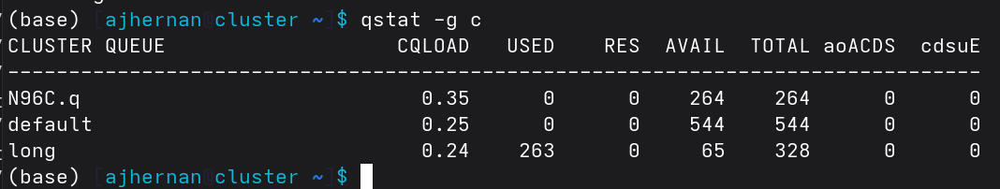 (base) [ajhernan@cluster ~]$ qstat -g c
CLUSTER QUEUE                   CQLOAD   USED    RES  AVAIL  TOTAL aoACDS  cdsuE
--------------------------------------------------------------------------------
N96C.q                            0.35      0      0    264    264      0      0
default                           0.25      0      0    544    544      0      0
long                              0.24    263      0     65    328      0      0
(base) [ajhernan@cluster ~]$